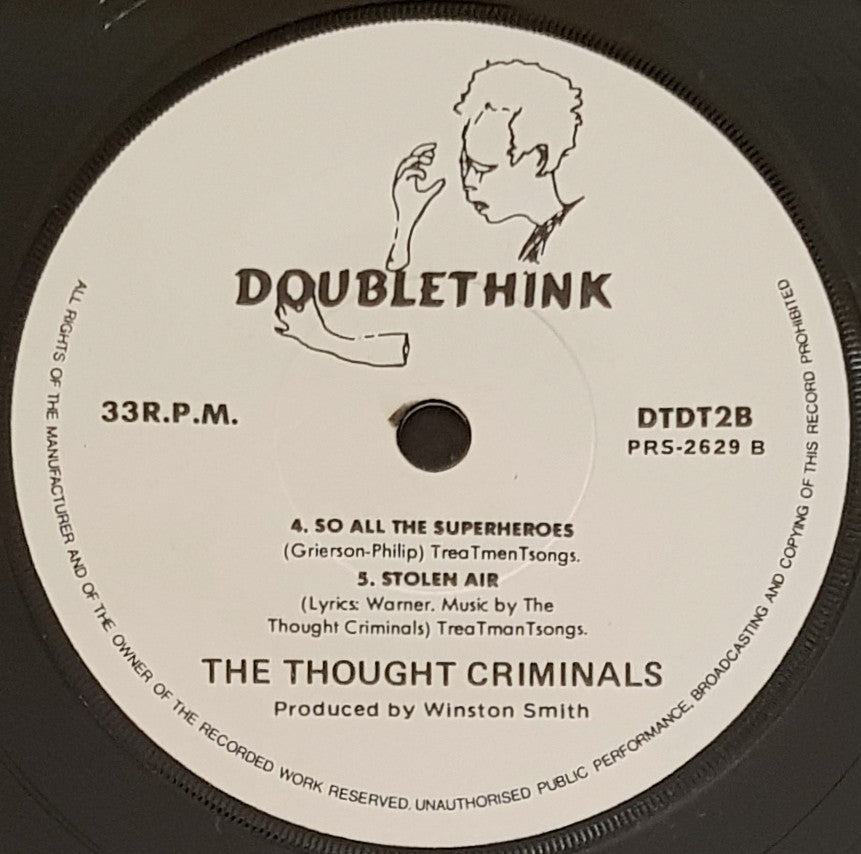 DOUBLETHINK
33R.P.M.
DTDT2B
PRS-2629 B
4. SO ALL THE SUPERHEROES
(Grierson-Philip) TreaTmenTsongs.
5. STOLEN AIR
(Lyrics: Warner. Music by The
Thought Criminals) TreaTmanTsongs.
THE THOUGHT CRIMINALS
Produced by Winston Smith
ALL RIGHTS OF THE MANUFACTURER AND OF THE OWNER OF THE RECORDED WORK RESERVED. UNAUTHORISED PUBLIC PERFORMANCE, BROADCASTING AND COPYING OF THIS RECORD PROHIBITED